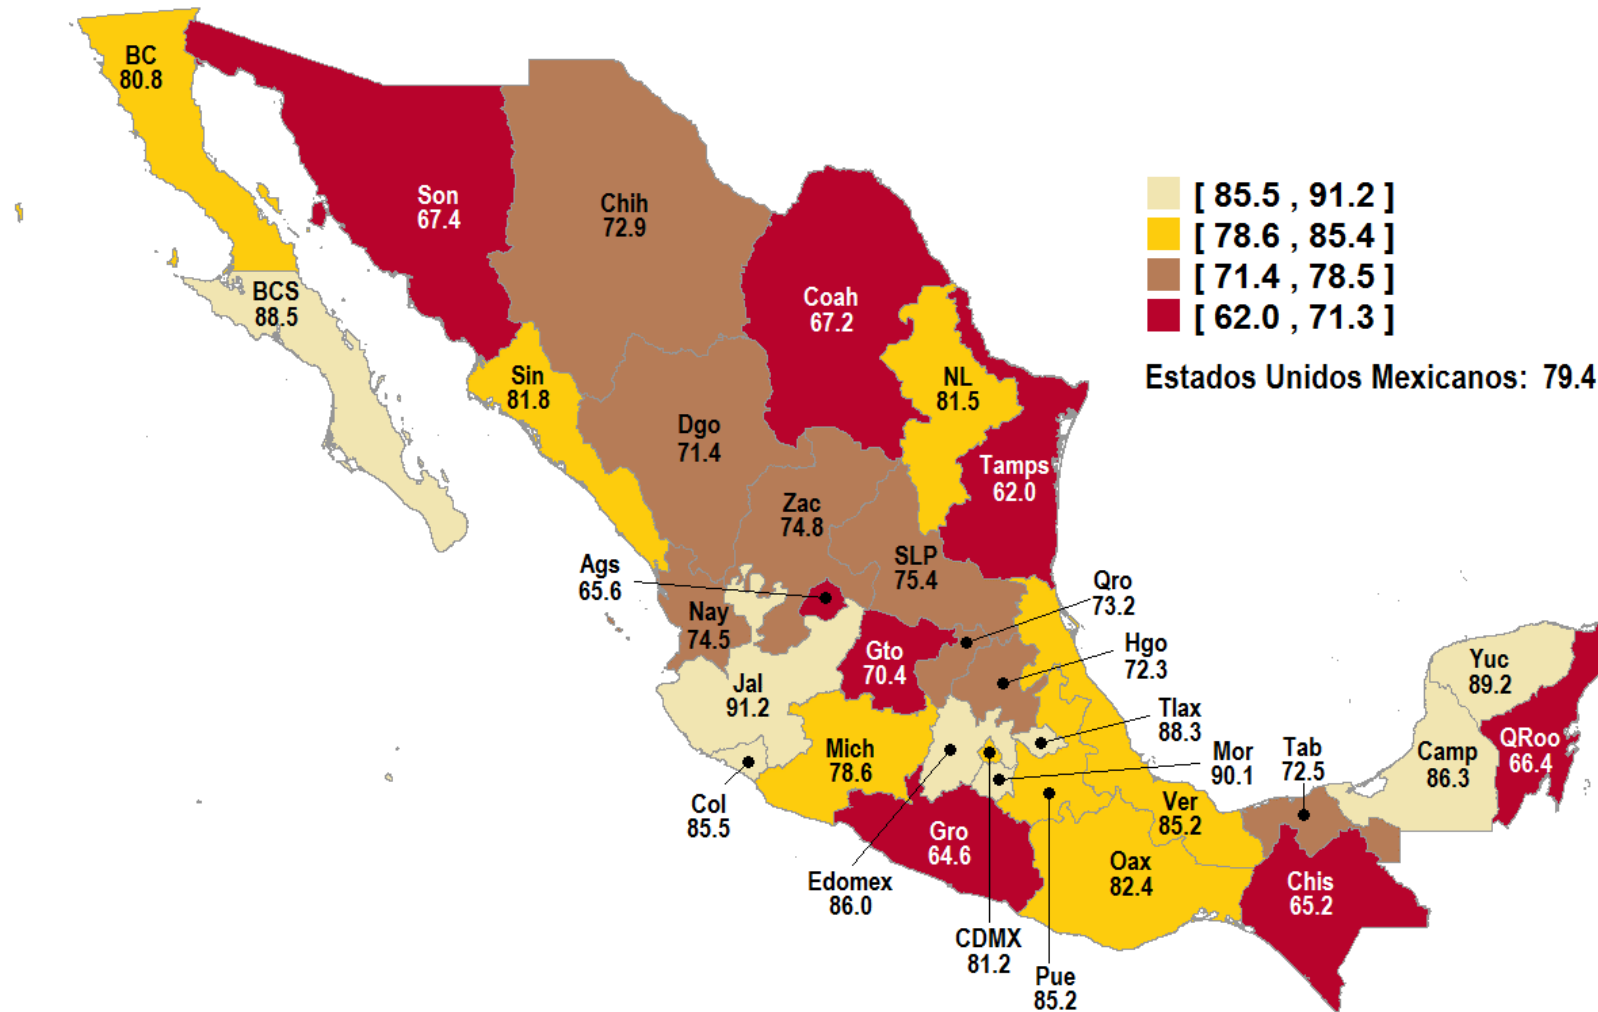 BC
80.8
BCS
88.5
Son
67.4
Chih
72.9
Coah
67.2
Sin
81.8
Dgo
71.4
NL
81.5
Tamps
62.0
Zac
74.8
SLP
75.4
Ags
65.6
Nay
74.5
Jal
91.2
Gto
70.4
Qro
73.2
Hgo
72.3
Tlax
88.3
Mor
90.1
Mich
78.6
Col
85.5
Edomex
86.0
Gro
64.6
CDMX
81.2
Pue
85.2
Ver
85.2
Oax
82.4
Tab
72.5
Chis
65.2
Camp
86.3
Yuc
89.2
QRoo
66.4
[ 85.5 , 91.2 ]
[ 78.6 , 85.4 ]
[ 71.4 , 78.5 ]
[ 62.0 , 71.3 ]
Estados Unidos Mexicanos: 79.4